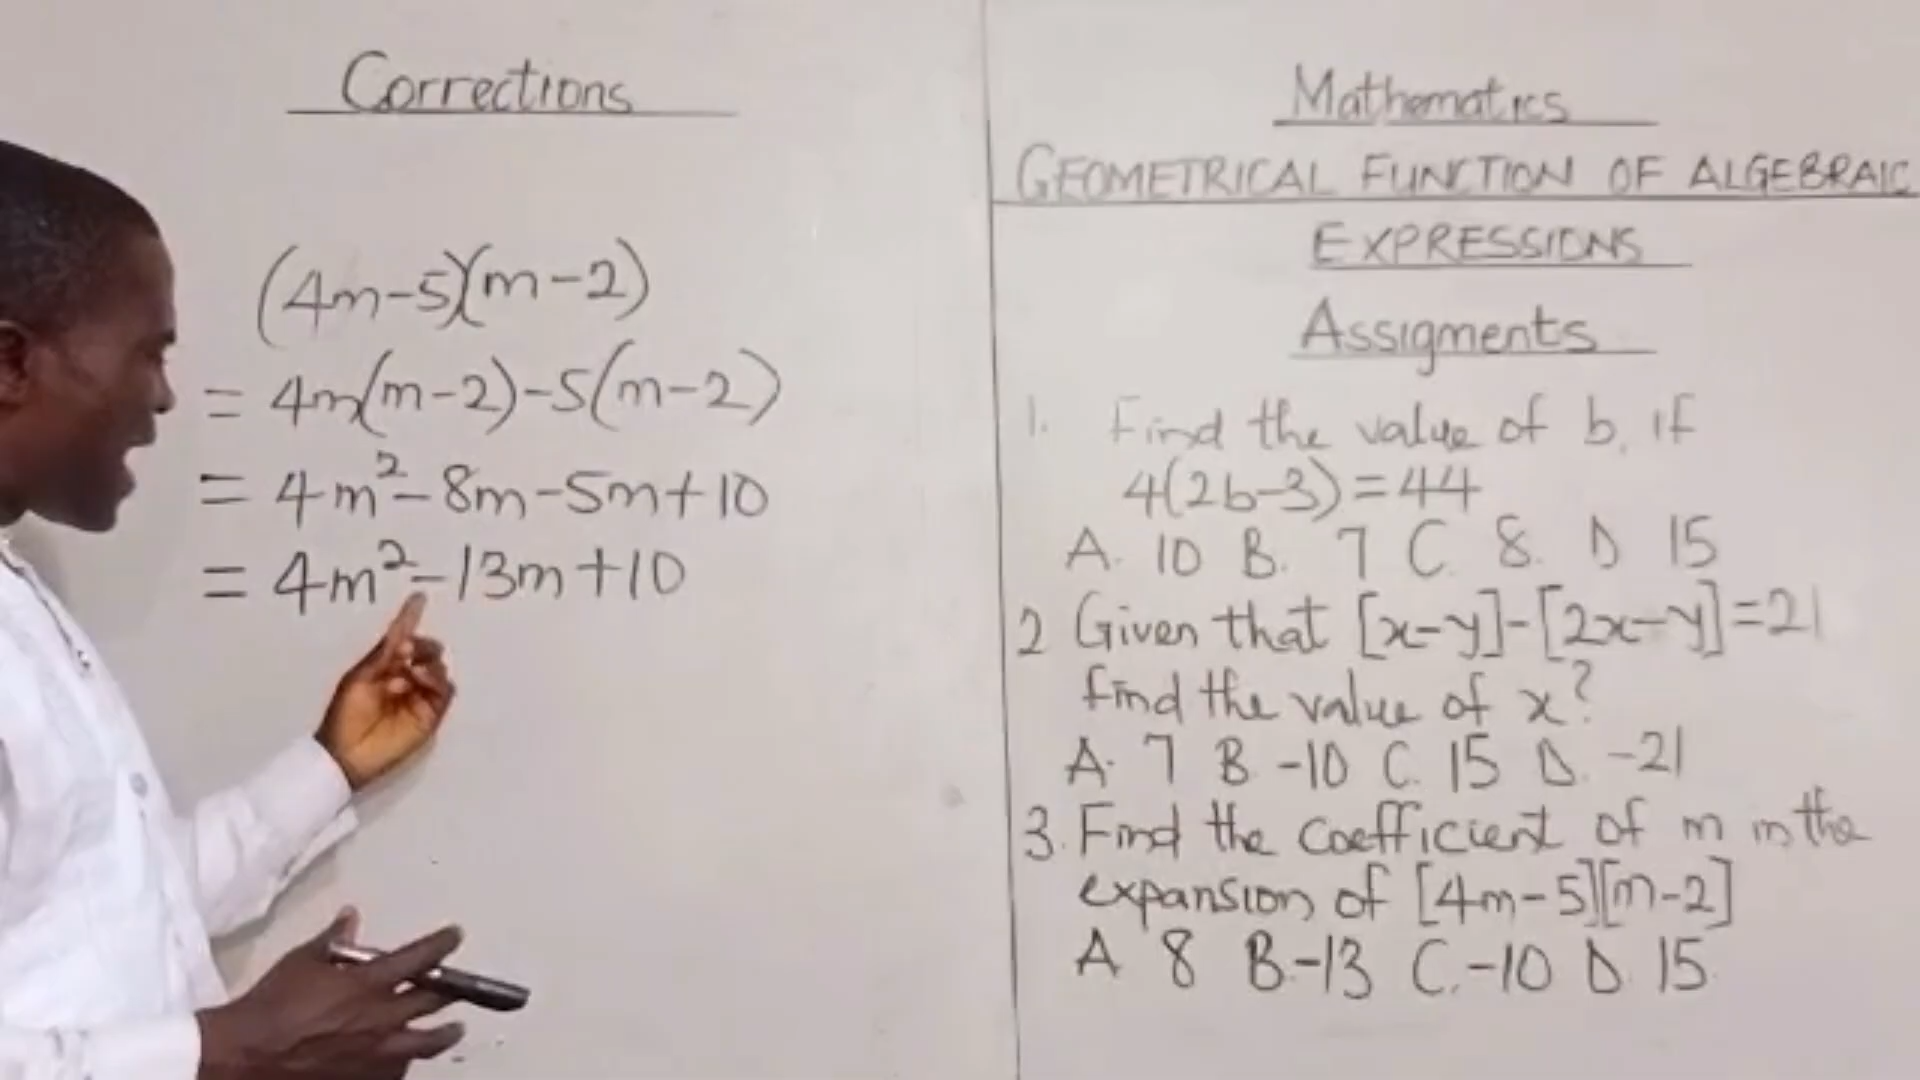 Corrections
(4m-5)(m-2)
= 4m(m-2)-5(m-2)
= 4m²-8m-5m+10
= 4m²-13m+10
Mathematics
GEOMETRICAL FUNCTION OF ALGEBRAIC
EXPRESSIONS
Assigments
1. Find the value of b, if
4(2b-3)=44
A. 10 B. 7 C. 8. D 15
2 Given that [x-y]-[2x-y]=21
find the value of x?
A. 7 B -10 C. 15 D. -21
3. Find the coefficient of m in the
expansion of [4m-5][m-2]
A 8 B.-13 C.-10 D. 15.